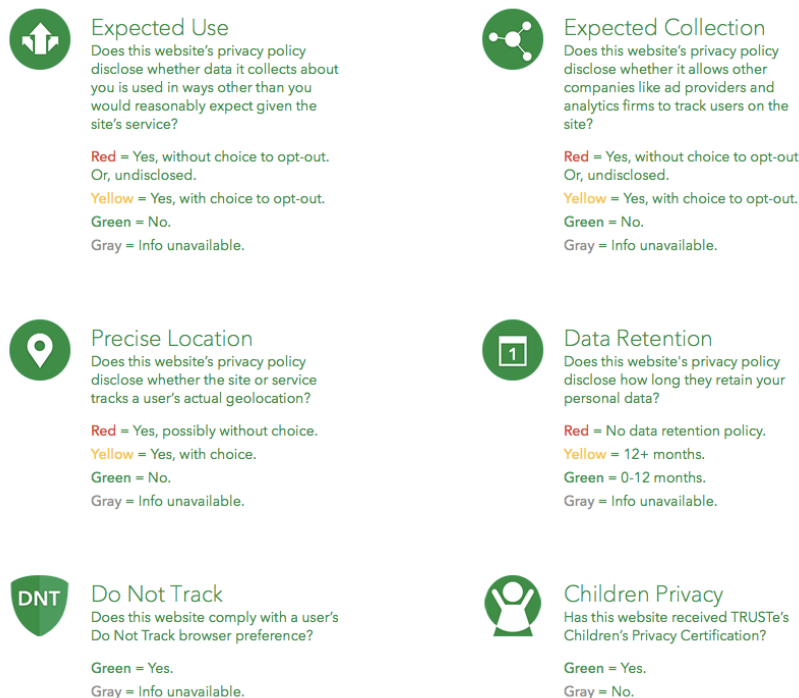 Expected Use
Does this website's privacy policy
disclose whether data it collects about
you is used in ways other than you
would reasonably expect given the
site's service?
Red = Yes, without choice to opt-out.
Or, undisclosed.
Yellow = Yes, with choice to opt-out.
Green = No.
Gray = Info unavailable.
Expected Collection
Does this website's privacy policy
disclose whether it allows other
companies like ad providers and
analytics firms to track users on the
site?
Red = Yes, without choice to opt-out
Or, undisclosed.
Yellow = Yes, with choice to opt-out.
Green = No.
Gray = Info unavailable.
Precise Location
Does this website's privacy policy
disclose whether the site or service
tracks a user's actual geolocation?
Red = Yes, possibly without choice.
Yellow = Yes, with choice.
Green = No.
Gray = Info unavailable.
1
Data Retention
Does this website's privacy policy
disclose how long they retain your
personal data?
Red = No data retention policy.
Yellow = 12+ months.
Green = 0-12 months.
Gray = Info unavailable.
DNT
Do Not Track
Does this website comply with a user's
Do Not Track browser preference?
Green = Yes.
Gray = Info unavailable.
Children Privacy
Has this website received TRUSTe's
Children's Privacy Certification?
Green = Yes.
Gray = No.